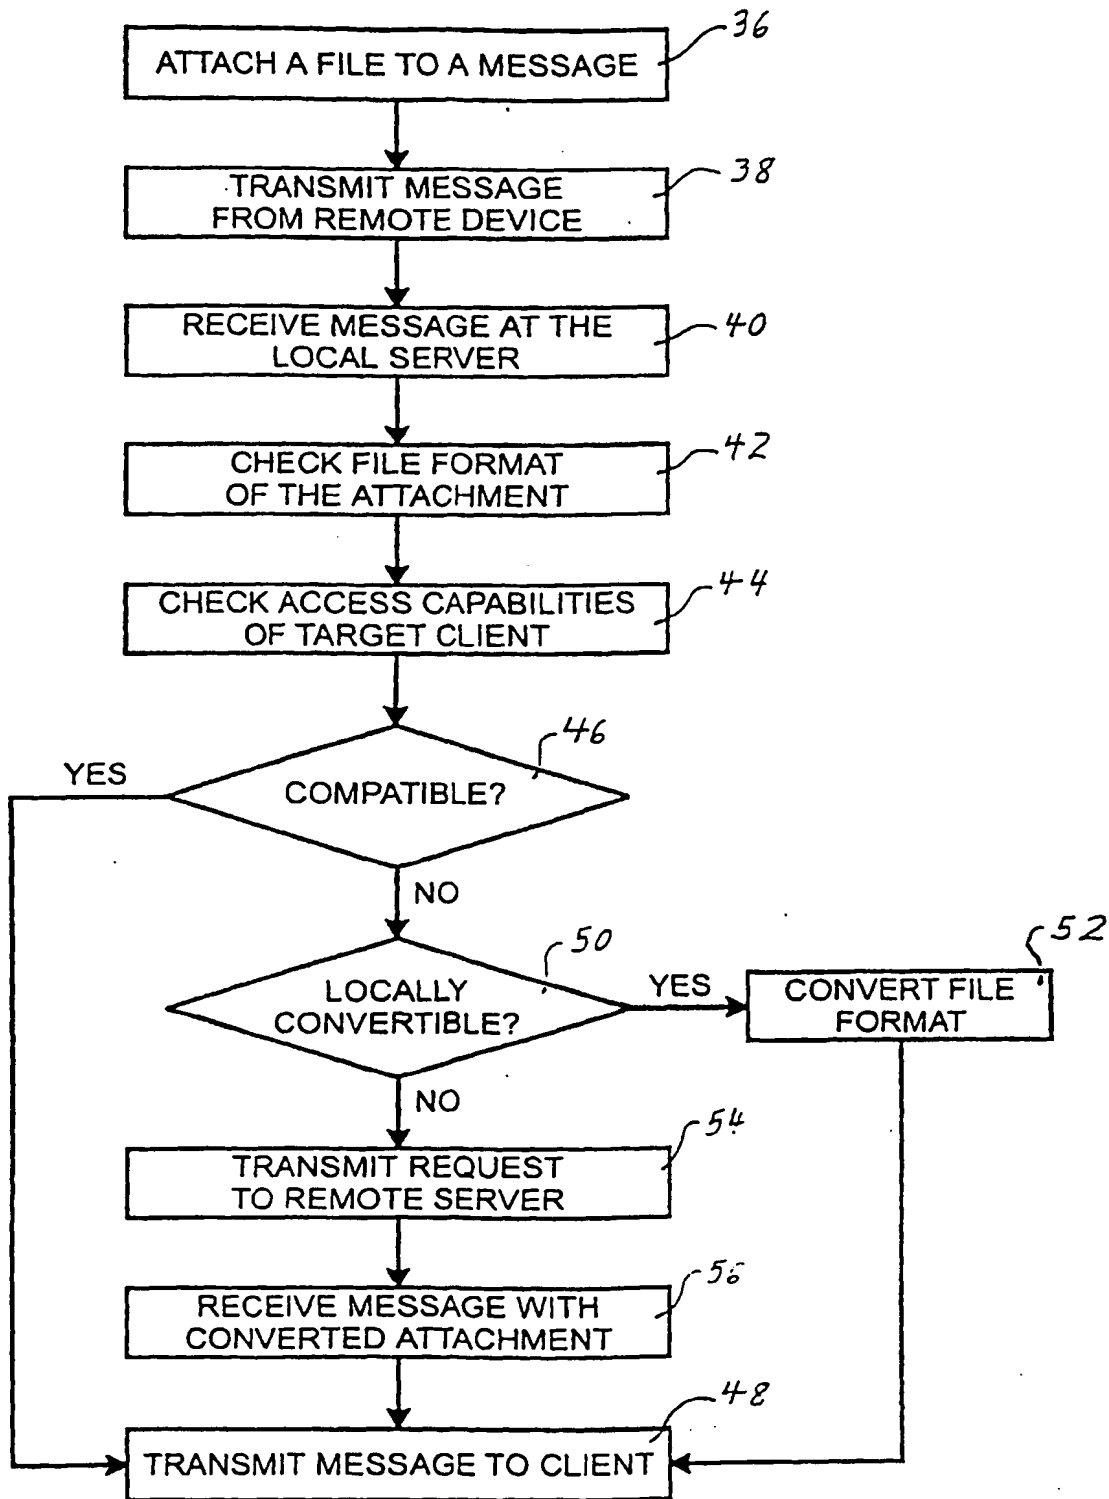 36
ATTACH A FILE TO A MESSAGE
38
TRANSMIT MESSAGE
FROM REMOTE DEVICE
40
RECEIVE MESSAGE AT THE
LOCAL SERVER
42
CHECK FILE FORMAT
OF THE ATTACHMENT
44
CHECK ACCESS CAPABILITIES
OF TARGET CLIENT
46
YES
COMPATIBLE?
NO
50
52
LOCALLY
CONVERTIBLE?
YES
CONVERT FILE
FORMAT
NO
54
TRANSMIT REQUEST
TO REMOTE SERVER
56
RECEIVE MESSAGE WITH
CONVERTED ATTACHMENT
48
TRANSMIT MESSAGE TO CLIENT